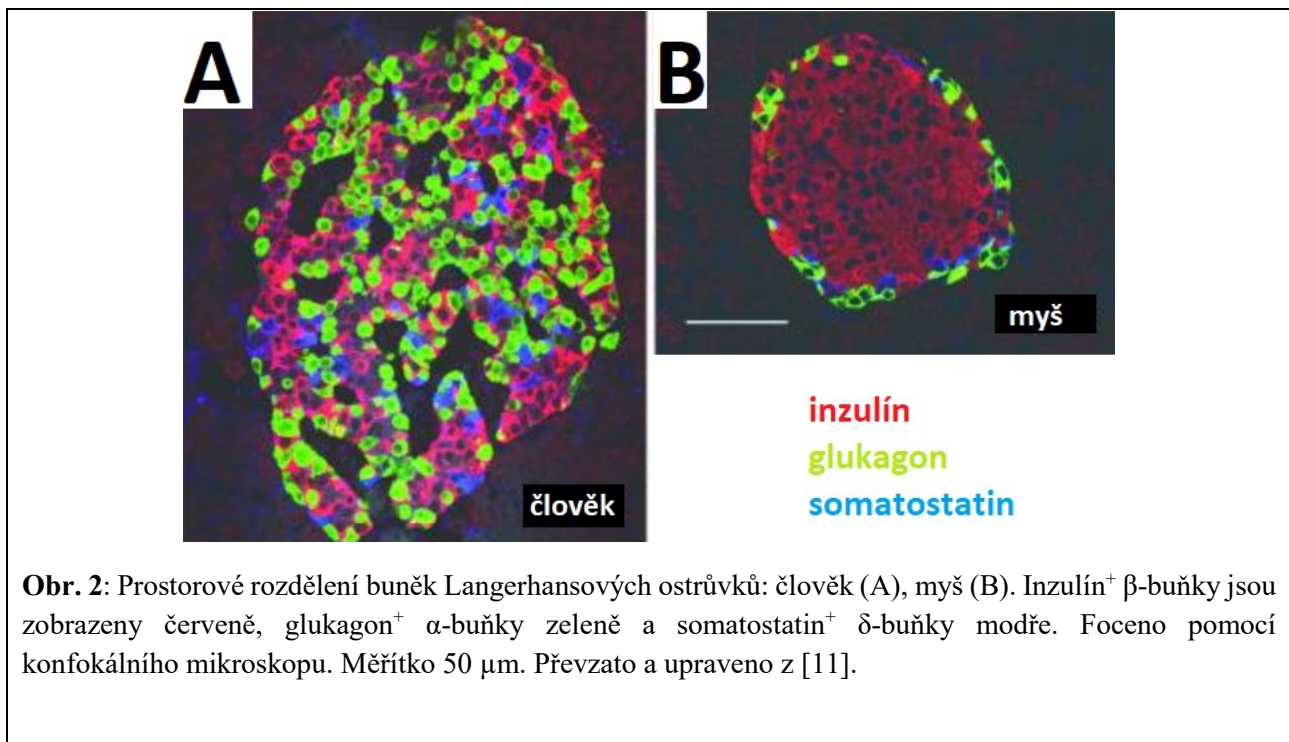 A
B
člověk
myš
inzulín
glukagon
somatostatin
Obr. 2: Prostorové rozdělení buněk Langerhansových ostrůvků: člověk (A), myš (B). Inzulín⁺ β-buňky jsou
zobrazeny červeně, glukagon⁺ α-buňky zeleně a somatostatin⁺ δ-buňky modře. Foceno pomocí
konfokálního mikroskopu. Měřítko 50 µm. Převzato a upraveno z [11].